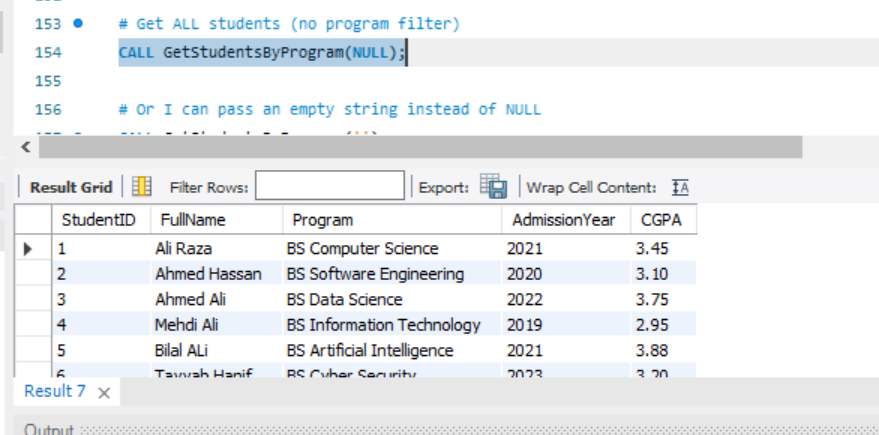 153 # Get ALL students (no program filter)
154 CALL GetStudentsByProgram(NULL);
155
156 # Or I can pass an empty string instead of NULL
Result Grid Filter Rows: Export: Wrap Cell Content: IA
StudentID FullName Program AdmissionYear CGPA
1 Ali Raza BS Computer Science 2021 3.45
2 Ahmed Hassan BS Software Engineering 2020 3.10
3 Ahmed Ali BS Data Science 2022 3.75
4 Mehdi Ali BS Information Technology 2019 2.95
5 Bilal ALi BS Artificial Intelligence 2021 3.88
6 Tayyab Hanif BS Cyber Security 2023 3.20
Result 7
Output